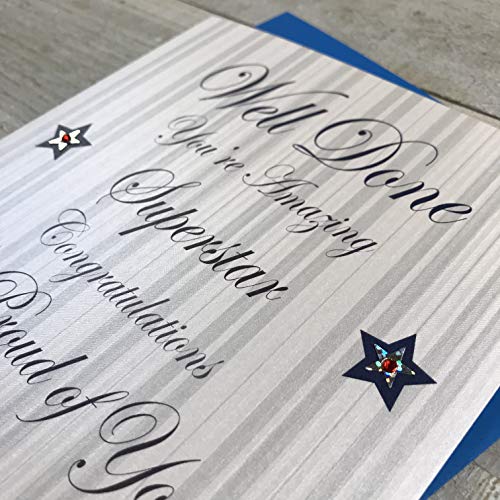 Well Done
You're Amazing
Superstar
Congratulations
Proud of Yo